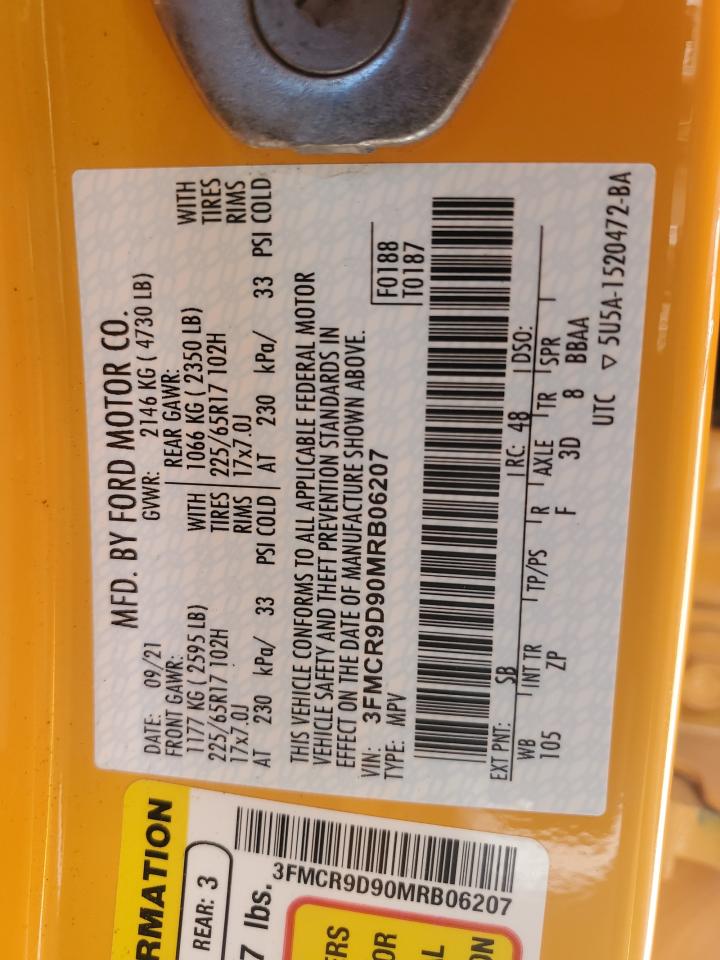 MFD. BY FORD MOTOR CO.
DATE: 09/21 GVWR: 2146 KG ( 4730 LB)
FRONT GAWR: REAR GAWR:
1177 KG ( 2595 LB) WITH 1066 KG ( 2350 LB) WITH
225/65R17 102H TIRES 225/65R17 102H TIRES
17x7.0J RIMS 17x7.0J RIMS
AT 230 kPa/ 33 PSI COLD AT 230 kPa/ 33 PSI COLD
THIS VEHICLE CONFORMS TO ALL APPLICABLE FEDERAL MOTOR
VEHICLE SAFETY AND THEFT PREVENTION STANDARDS IN
EFFECT ON THE DATE OF MANUFACTURE SHOWN ABOVE.
VIN: 3FMCR9D90MRB06207 F0188
TYPE: MPV T0187
EXT PNT: SB RC: 48 DSO:
WB INT TR TP/PS R AXLE TR SPR
105 ZP F 3D 8 BBAA
UTC ▽ 5U5A-1520472-BA
RMATION
REAR: 3
7 lbs.
3FMCR9D90MRB06207
ERS
OR
AL
ON